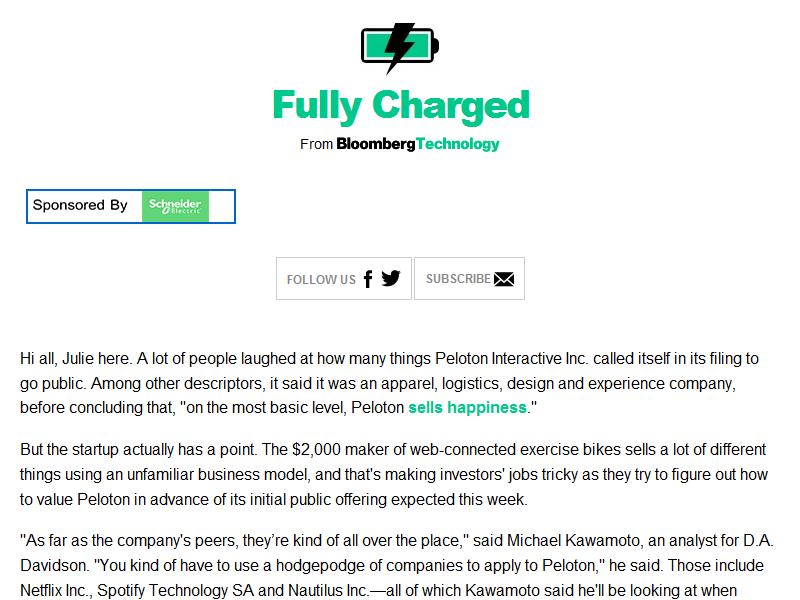 Fully Charged
From BloombergTechnology
Sponsored By Schneider Electric
FOLLOW US SUBSCRIBE
Hi all, Julie here. A lot of people laughed at how many things Peloton Interactive Inc. called itself in its filing to
go public. Among other descriptors, it said it was an apparel, logistics, design and experience company,
before concluding that, "on the most basic level, Peloton sells happiness."
But the startup actually has a point. The $2,000 maker of web-connected exercise bikes sells a lot of different
things using an unfamiliar business model, and that's making investors' jobs tricky as they try to figure out how
to value Peloton in advance of its initial public offering expected this week.
"As far as the company's peers, they’re kind of all over the place," said Michael Kawamoto, an analyst for D.A.
Davidson. "You kind of have to use a hodgepodge of companies to apply to Peloton," he said. Those include
Netflix Inc., Spotify Technology SA and Nautilus Inc.—all of which Kawamoto said he'll be looking at when